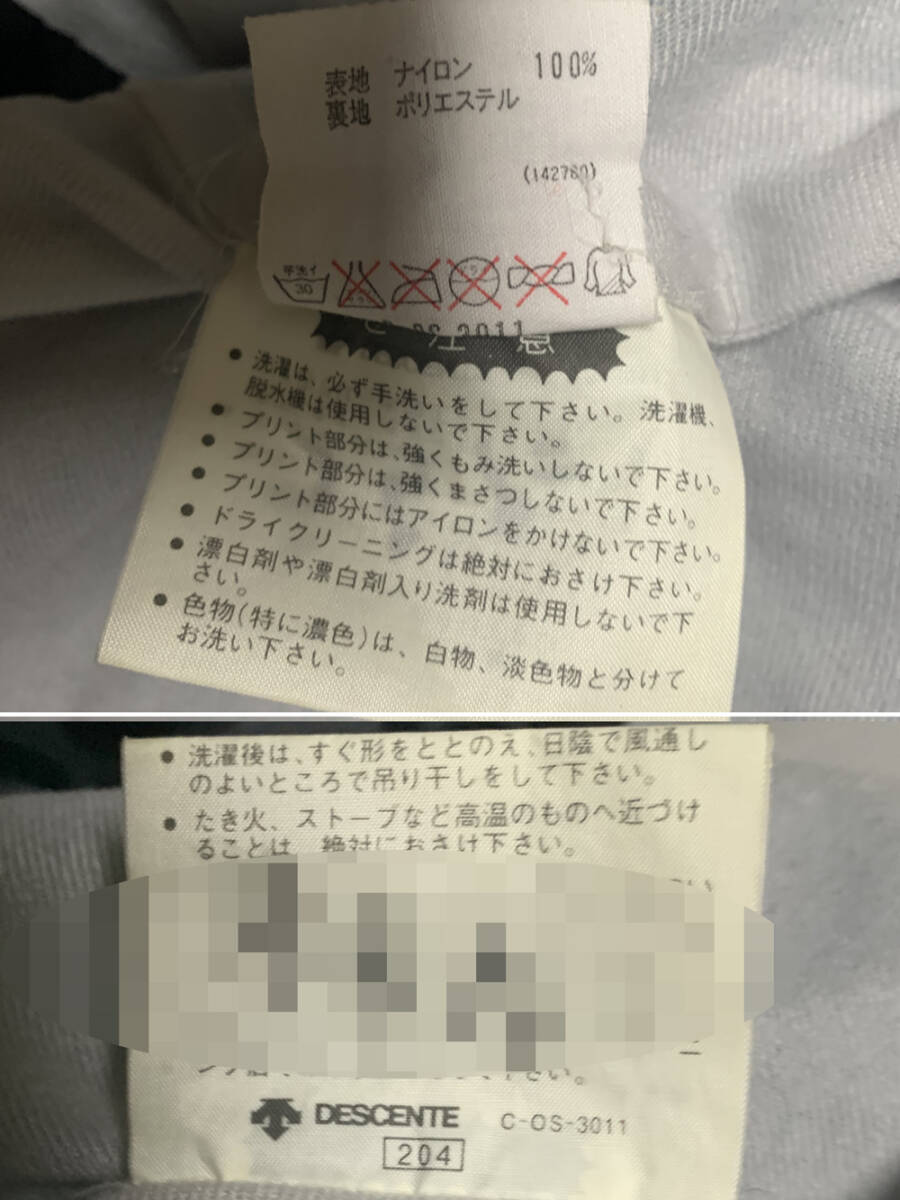 表地 ナイロン 100%
裏地 ポリエステル
(142780)
手洗イ
30
注意
• 洗濯は、必ず手洗いをして下さい。洗濯機、
脱水機は使用しないで下さい。
• プリント部分は、強くもみ洗いしないで下さい。
• プリント部分は、強くまさつしないで下さい。
• プリント部分にはアイロンをかけないで下さい。
• ドライクリーニングは絶対におさけ下さい。
• 漂白剤や漂白剤入り洗剤は使用しないで下
さい。
• 色物(特に濃色)は、白物、淡色物と分けて
お洗い下さい。
• 洗濯後は、すぐ形をととのえ、日陰で風通し
のよいところで吊り干しをして下さい。
• たき火、ストーブなど高温のものへ近づけ
ることは、絶対におさけ下さい。
DESCENTE C-OS-3011
204